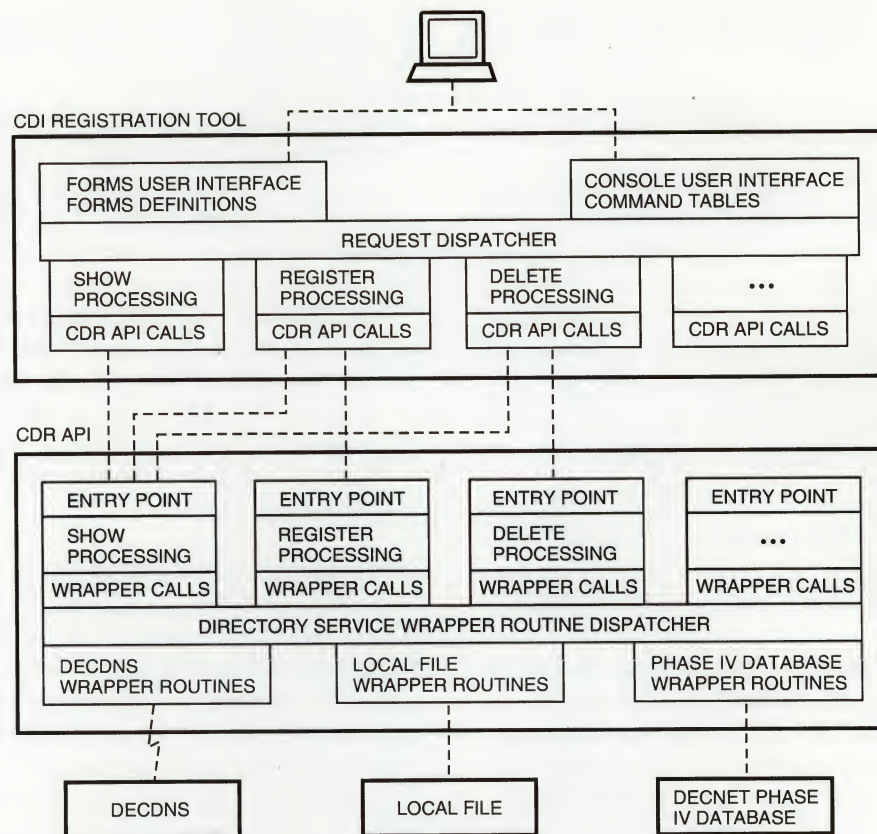 CDI REGISTRATION TOOL
FORMS USER INTERFACE
FORMS DEFINITIONS
CONSOLE USER INTERFACE
COMMAND TABLES
REQUEST DISPATCHER
SHOW
PROCESSING
CDR API CALLS
REGISTER
PROCESSING
CDR API CALLS
DELETE
PROCESSING
CDR API CALLS
...
CDR API CALLS
CDR API
ENTRY POINT
SHOW
PROCESSING
WRAPPER CALLS
ENTRY POINT
REGISTER
PROCESSING
WRAPPER CALLS
ENTRY POINT
DELETE
PROCESSING
WRAPPER CALLS
ENTRY POINT
...
WRAPPER CALLS
DIRECTORY SERVICE WRAPPER ROUTINE DISPATCHER
DECDNS
WRAPPER ROUTINES
LOCAL FILE
WRAPPER ROUTINES
PHASE IV DATABASE
WRAPPER ROUTINES
DECDNS
LOCAL FILE
DECNET PHASE
IV DATABASE